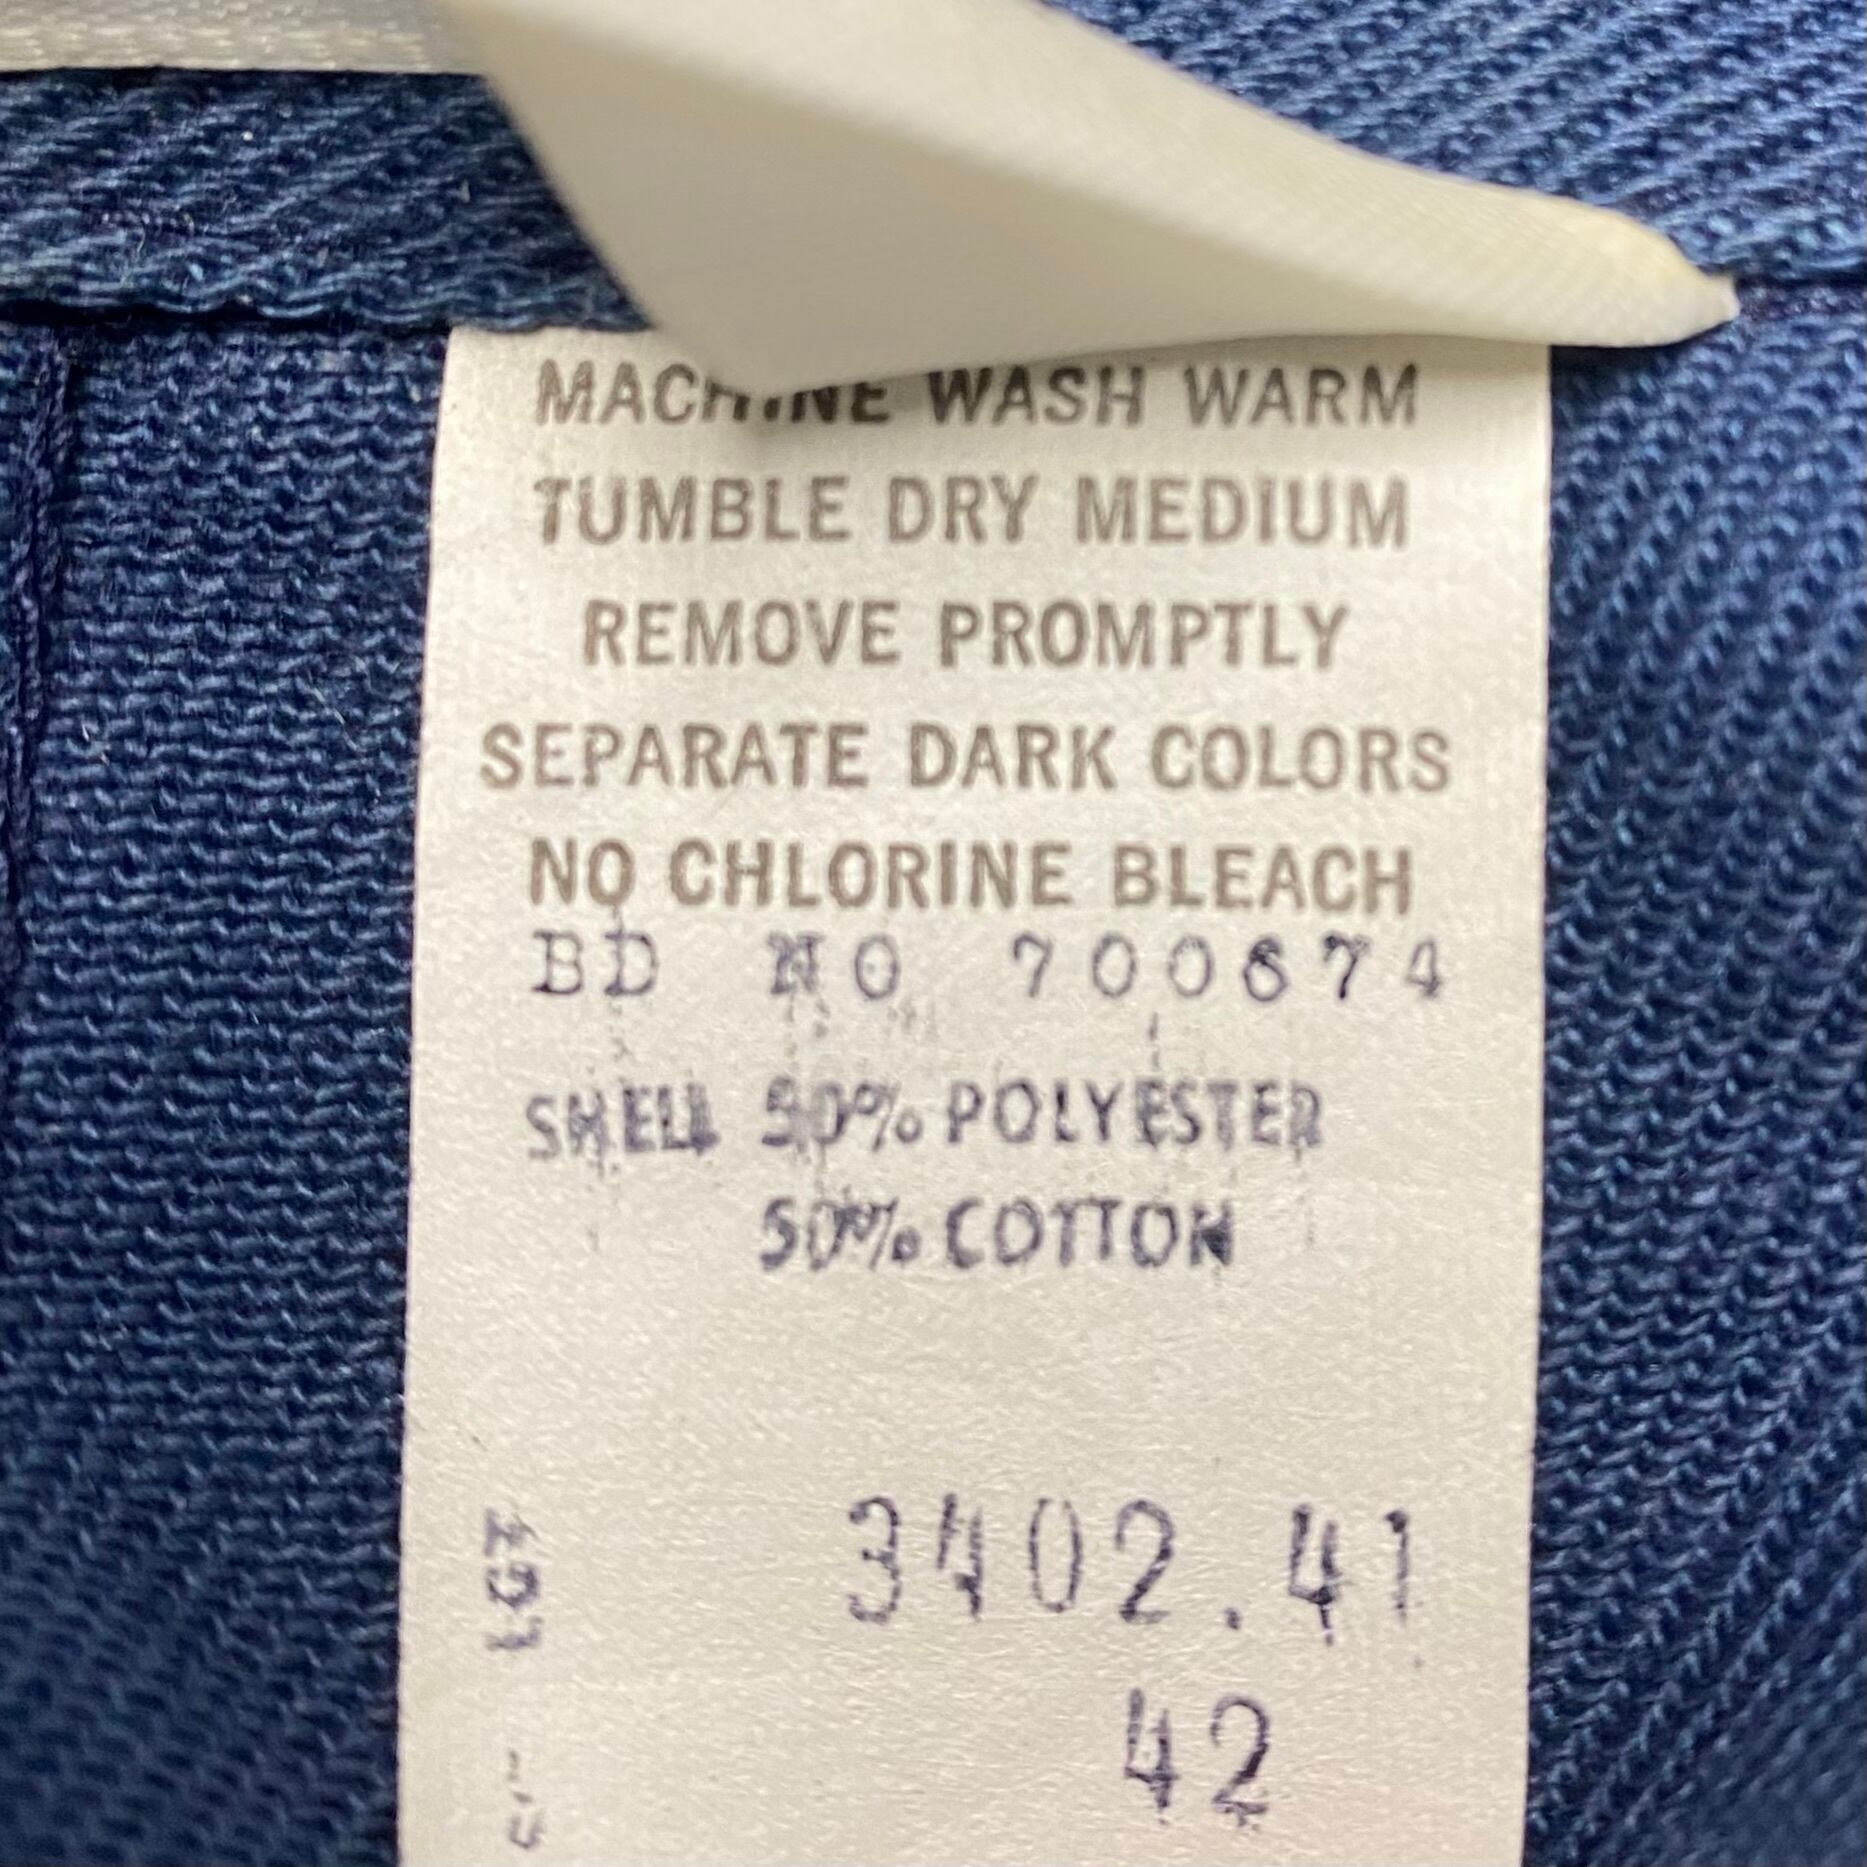 MACHINE WASH WARM
TUMBLE DRY MEDIUM
REMOVE PROMPTLY
SEPARATE DARK COLORS
NO CHLORINE BLEACH
BD NO 700674
SHELL 50% POLYESTER
50% COTTON
3402.41
42